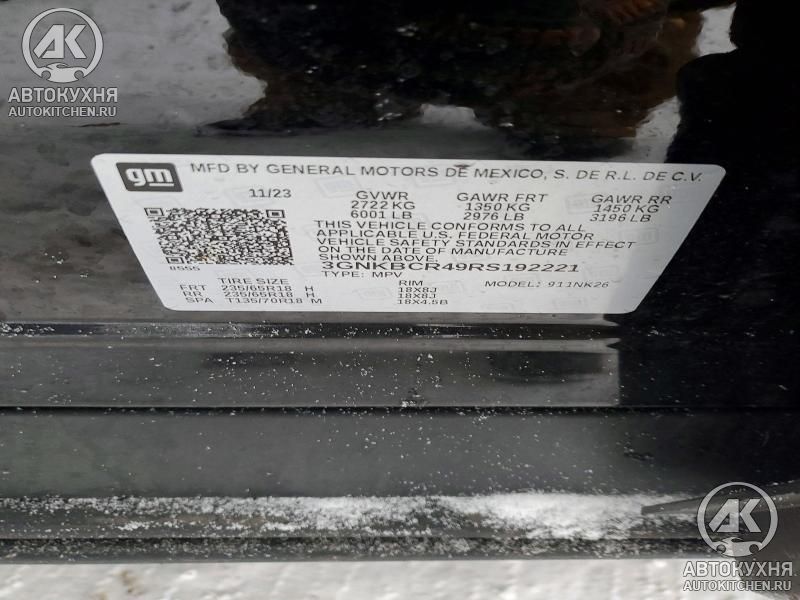 АК
АВТОКУХНЯ
AUTOKITCHEN.RU
gm MFD BY GENERAL MOTORS DE MEXICO, S. DE R.L. DE C.V.
11/23 GVWR GAWR FRT GAWR RR
2722 KG 1350 KG 1450 KG
6001 LB 2976 LB 3196 LB
THIS VEHICLE CONFORMS TO ALL
APPLICABLE U.S. FEDERAL MOTOR
VEHICLE SAFETY STANDARDS IN EFFECT
ON THE DATE OF MANUFACTURE
SHOWN ABOVE.
8555 3GNKBCR49RS192221
TYPE: MPV MODEL: 911NK26
TIRE SIZE RIM
FRT 235/65R18 H 18X8J
RR 235/65R18 H 18X8J
SPA T135/70R18 M 18X4.5B
АК
АВТОКУХНЯ
AUTOKITCHEN.RU